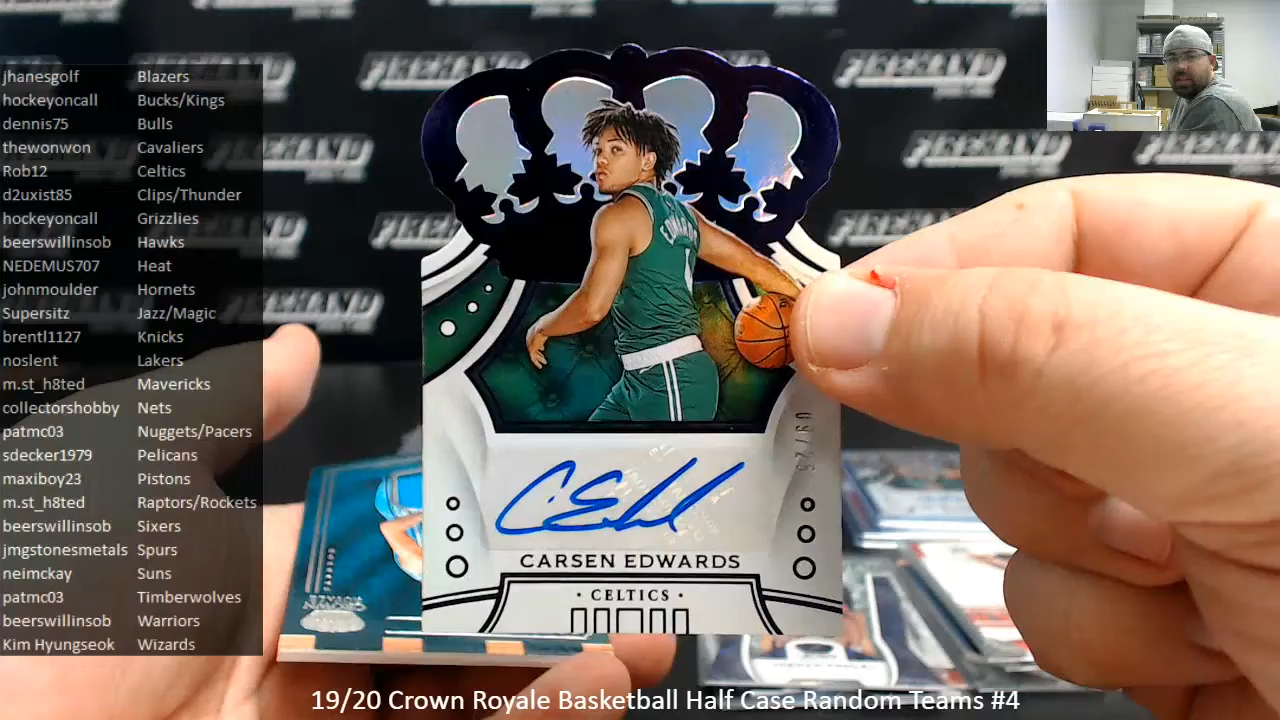 jhanesgolf Blazers
hockeyoncall Bucks/Kings
dennis75 Bulls
thewonwon Cavaliers
Rob12 Celtics
d2uxist85 Clips/Thunder
hockeyoncall Grizzlies
beerswillinsob Hawks
NEDEMUS707 Heat
johnmoulder Hornets
Supersitz Jazz/Magic
brentl1127 Knicks
noslent Lakers
m.st_h8ted Mavericks
collectorshobby Nets
patmc03 Nuggets/Pacers
sdecker1979 Pelicans
maxiboy23 Pistons
m.st_h8ted Raptors/Rockets
beerswillinsob Sixers
jmgstonesmetals Spurs
neimckay Suns
patmc03 Timberwolves
beerswillinsob Warriors
Kim Hyungseok Wizards
FIREHAND
EDWARDS
CARSEN EDWARDS
· CELTICS ·
19/20 Crown Royale Basketball Half Case Random Teams #4